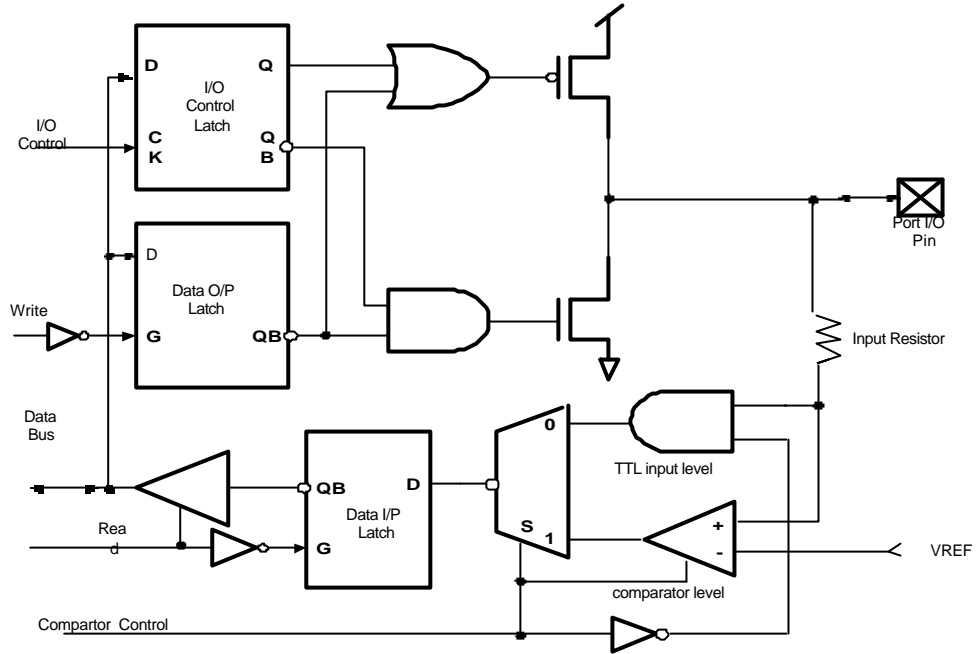 D
Q
I/O
Control
Latch
I/O
Control
C
K
Q
B
Port I/O
Pin
D
Data O/P
Latch
Write
G
QB
Input Resistor
Data
Bus
0
TTL input level
QB
D
Data I/P
Latch
Rea
d
G
S
1
+
-
VREF
comparator level
Compartor Control